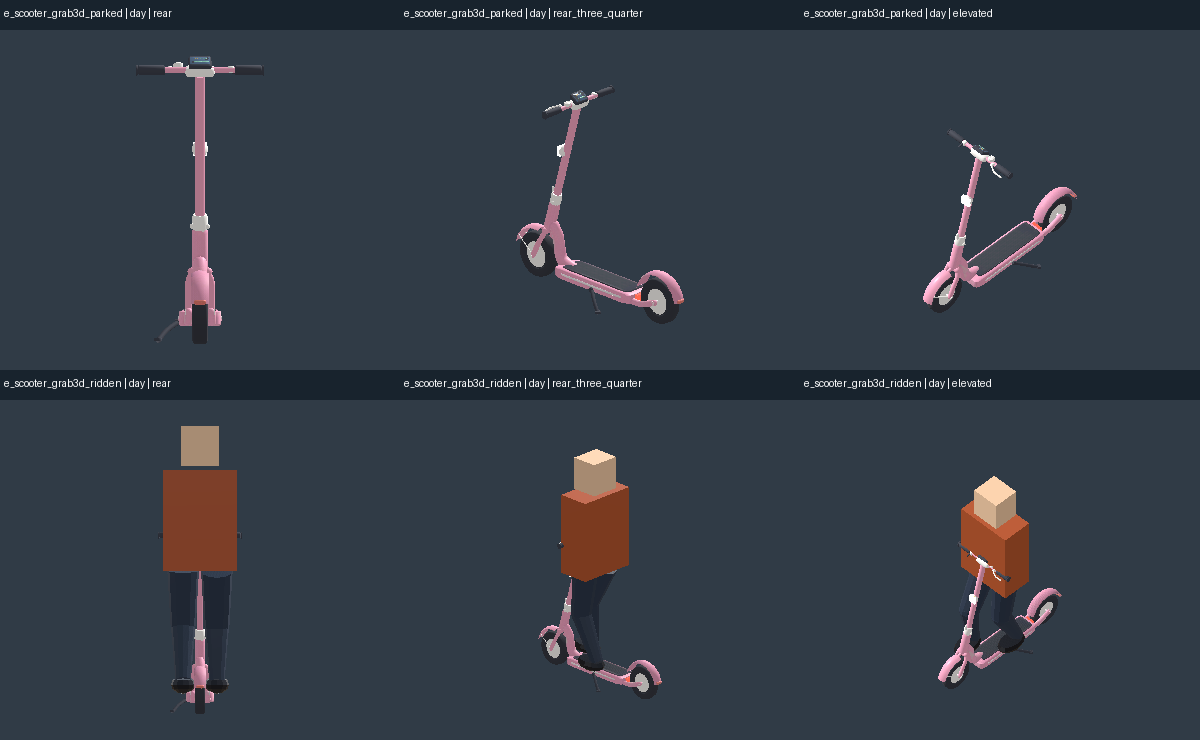 e_scooter_grab3d_parked | day | rear
e_scooter_grab3d_parked | day | rear_three_quarter
e_scooter_grab3d_parked | day | elevated
e_scooter_grab3d_ridden | day | rear
e_scooter_grab3d_ridden | day | rear_three_quarter
e_scooter_grab3d_ridden | day | elevated